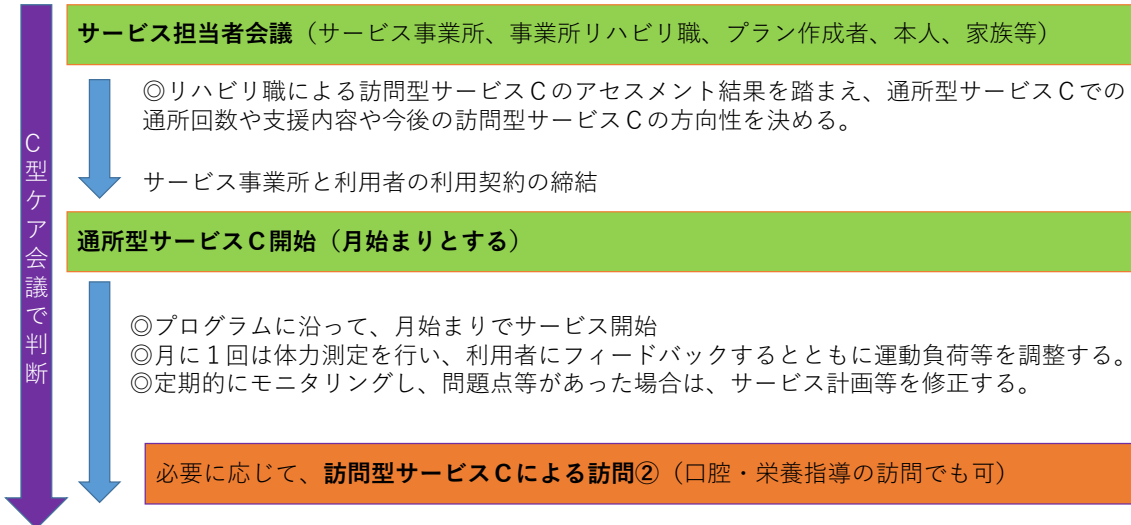 サービス担当者会議（サービス事業所、事業所リハビリ職、プラン作成者、本人、家族等）
◎リハビリ職による訪問型サービスＣのアセスメント結果を踏まえ、通所型サービスＣでの
通所回数や支援内容や今後の訪問型サービスＣの方向性を決める。
サービス事業所と利用者の利用契約の締結
Ｃ型ケア会議で判断
通所型サービスＣ開始（月始まりとする）
◎プログラムに沿って、月始まりでサービス開始
◎月に１回は体力測定を行い、利用者にフィードバックするとともに運動負荷等を調整する。
◎定期的にモニタリングし、問題点等があった場合は、サービス計画等を修正する。
必要に応じて、訪問型サービスＣによる訪問②（口腔・栄養指導の訪問でも可）